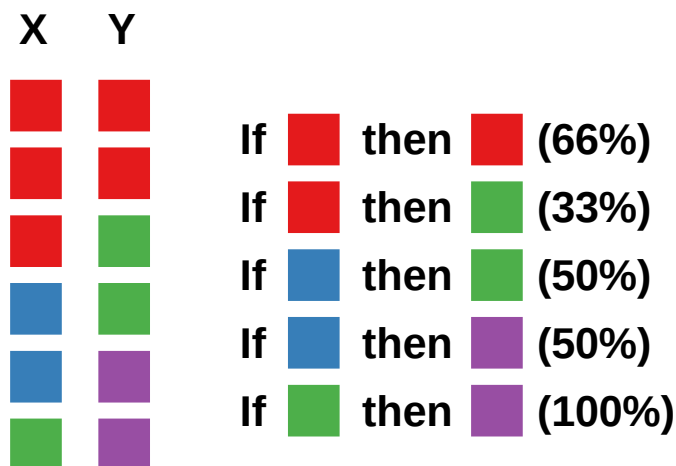 X Y
If then (66%)
If then (33%)
If then (50%)
If then (50%)
If then (100%)